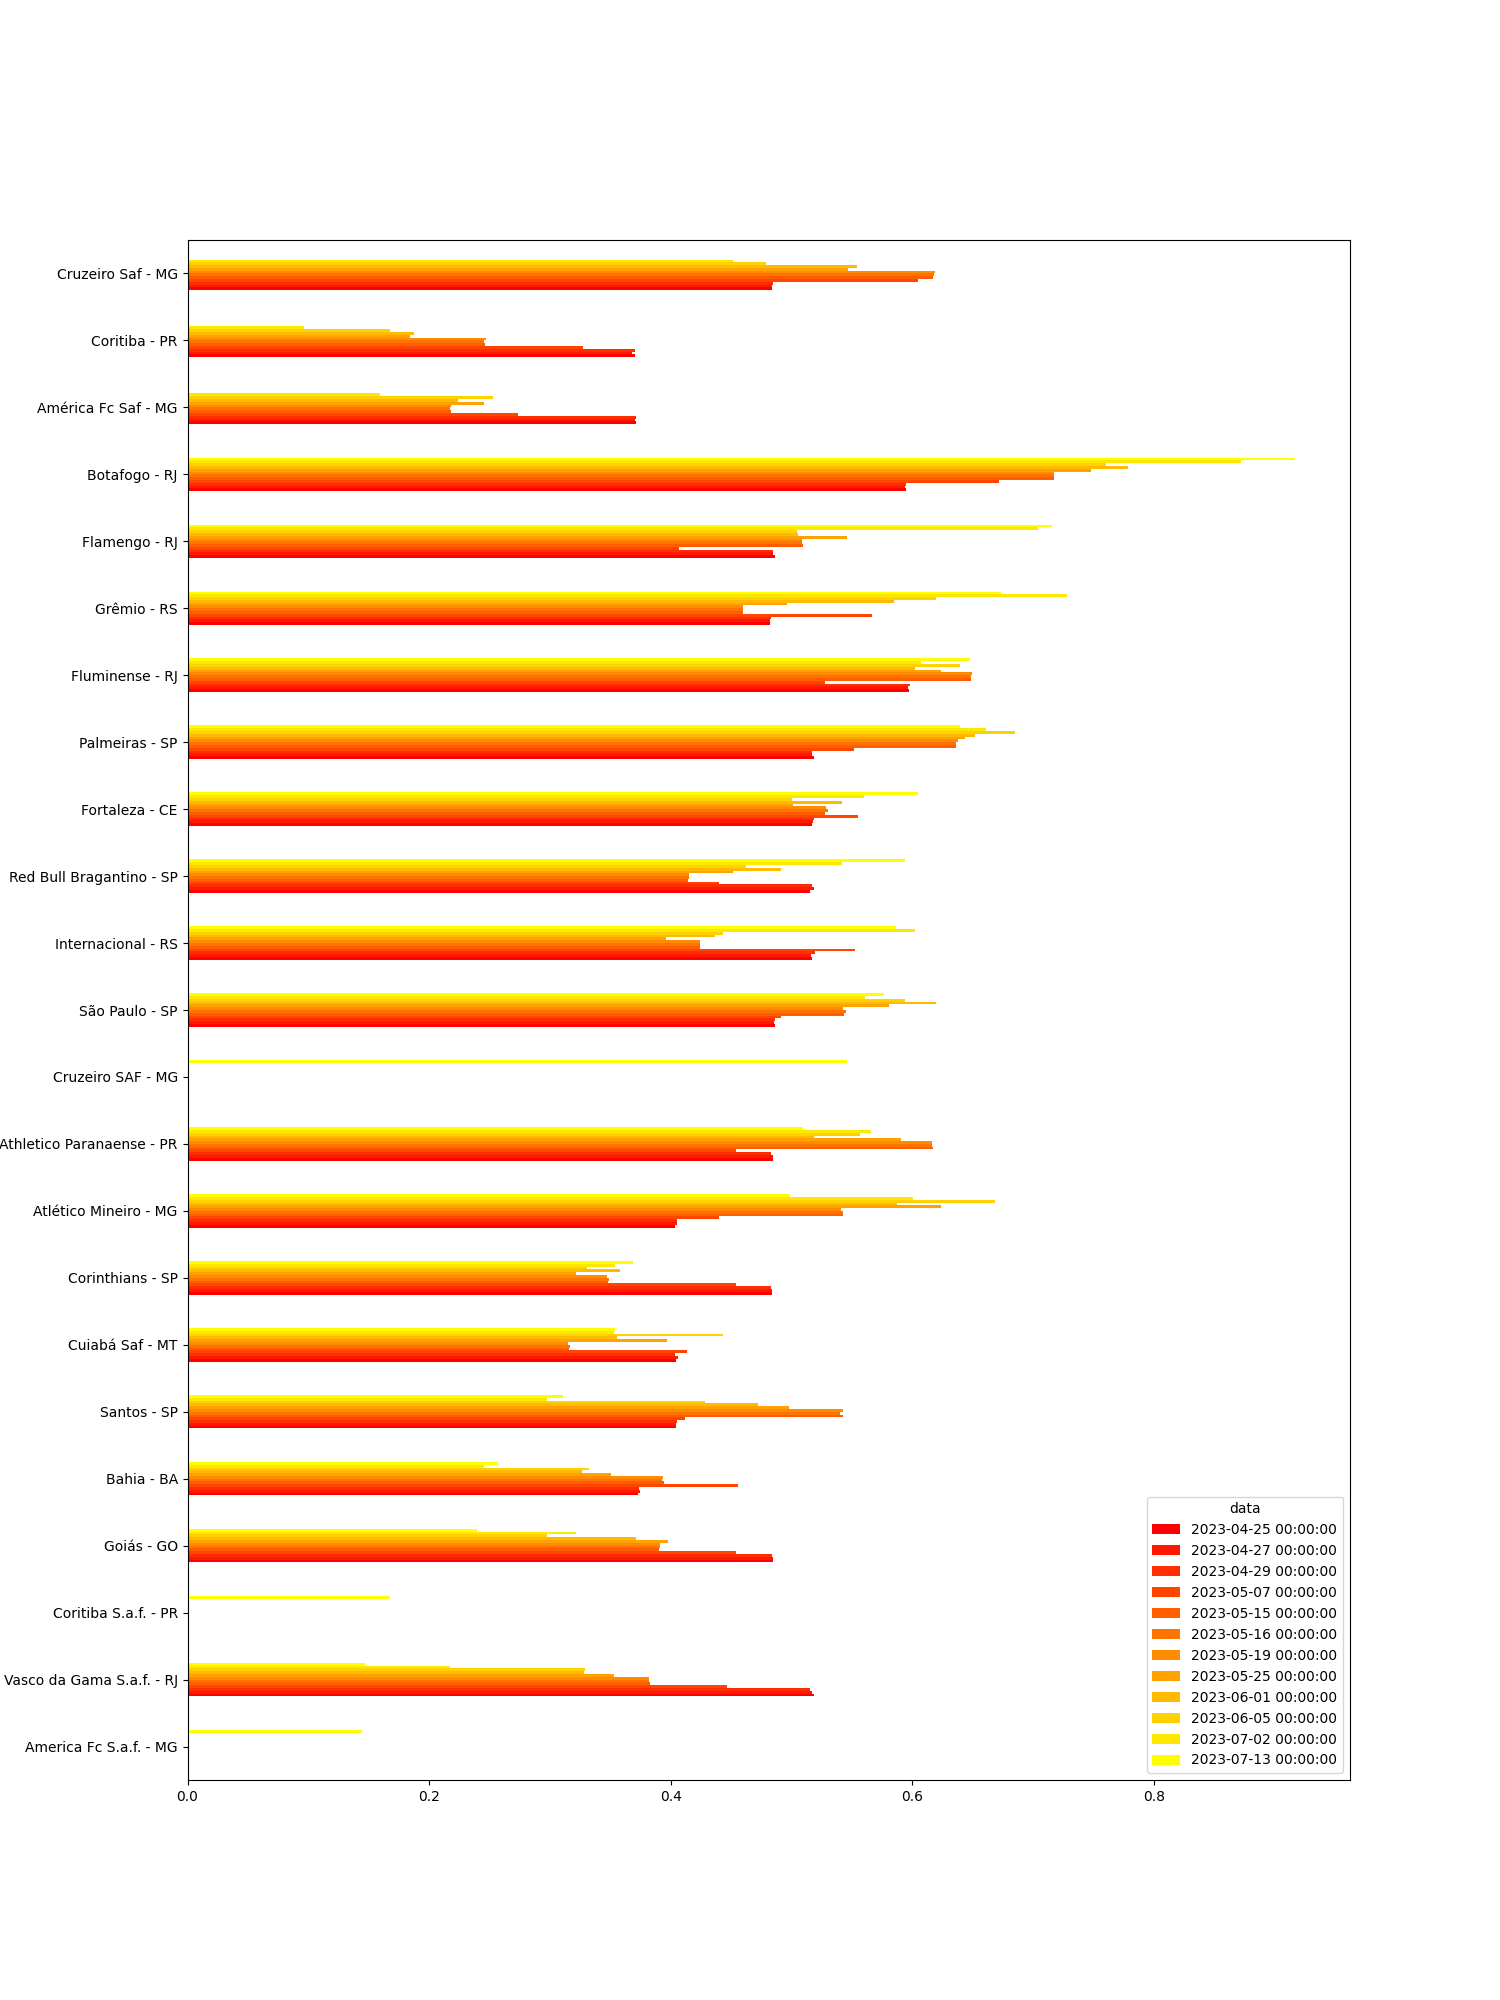 Cruzeiro Saf - MG
Coritiba - PR
América Fc Saf - MG
Botafogo - RJ
Flamengo - RJ
Grêmio - RS
Fluminense - RJ
Palmeiras - SP
Fortaleza - CE
Red Bull Bragantino - SP
Internacional - RS
São Paulo - SP
Cruzeiro SAF - MG
Athletico Paranaense - PR
Atlético Mineiro - MG
Corinthians - SP
Cuiabá Saf - MT
Santos - SP
Bahia - BA
Goiás - GO
Coritiba S.a.f. - PR
Vasco da Gama S.a.f. - RJ
America Fc S.a.f. - MG
0.0 0.2 0.4 0.6 0.8
data
2023-04-25 00:00:00
2023-04-27 00:00:00
2023-04-29 00:00:00
2023-05-07 00:00:00
2023-05-15 00:00:00
2023-05-16 00:00:00
2023-05-19 00:00:00
2023-05-25 00:00:00
2023-06-01 00:00:00
2023-06-05 00:00:00
2023-07-02 00:00:00
2023-07-13 00:00:00